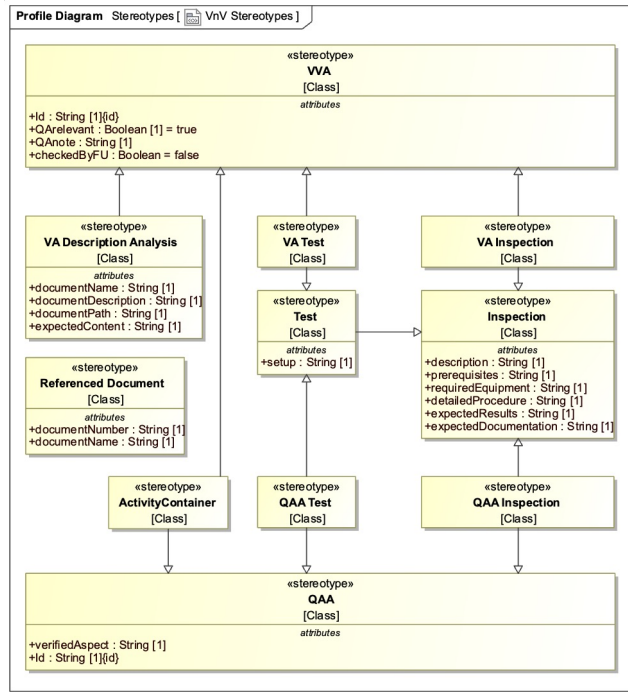 Profile Diagram Stereotypes [ VnV Stereotypes ]
«stereotype»
VVA
[Class]
attributes
+Id : String [1]{id}
+QArelevant : Boolean [1] = true
+QAnote : String [1]
+checkedByFU : Boolean = false
«stereotype»
VA Description Analysis
[Class]
attributes
+documentName : String [1]
+documentDescription : String [1]
+documentPath : String [1]
+expectedContent : String [1]
«stereotype»
VA Test
[Class]
«stereotype»
VA Inspection
[Class]
«stereotype»
Test
[Class]
attributes
+setup : String [1]
«stereotype»
Inspection
[Class]
attributes
+description : String [1]
+prerequisites : String [1]
+requiredEquipment : String [1]
+detailedProcedure : String [1]
+expectedResults : String [1]
+expectedDocumentation : String [1]
«stereotype»
Referenced Document
[Class]
attributes
+documentNumber : String [1]
+documentName : String [1]
«stereotype»
ActivityContainer
[Class]
«stereotype»
QAA Test
[Class]
«stereotype»
QAA Inspection
[Class]
«stereotype»
QAA
[Class]
attributes
+verifiedAspect : String [1]
+Id : String [1]{id}